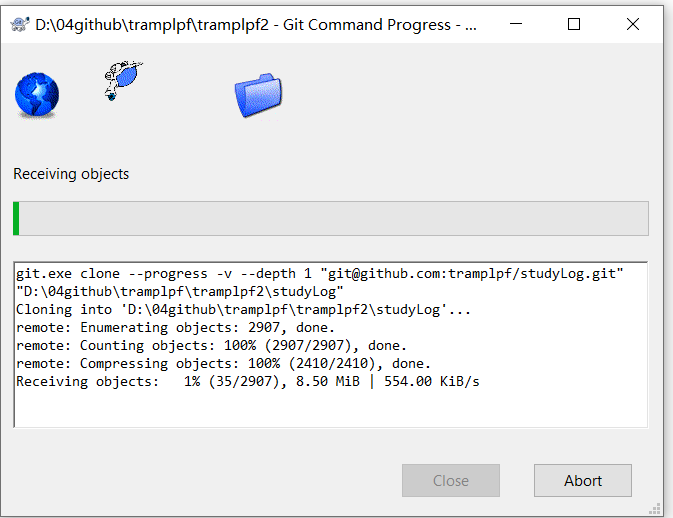 D:\04github\tramplpf\tramplpf2 - Git Command Progress - ...
Receiving objects
git.exe clone --progress -v --depth 1 "git@github.com:tramplpf/studyLog.git"
"D:\04github\tramplpf\tramplpf2\studyLog"
Cloning into 'D:\04github\tramplpf\tramplpf2\studyLog'...
remote: Enumerating objects: 2907, done.
remote: Counting objects: 100% (2907/2907), done.
remote: Compressing objects: 100% (2410/2410), done.
Receiving objects:   1% (35/2907), 8.50 MiB | 554.00 KiB/s
Close Abort